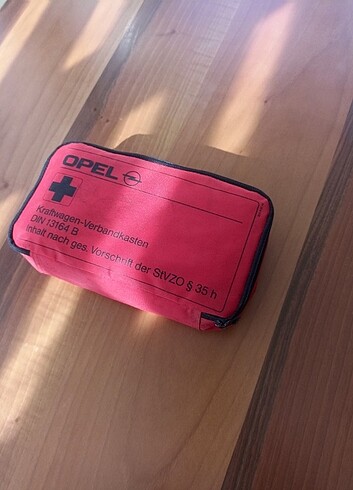 OPEL
Kraftwagen-Verbandkasten
DIN 13164 B
Inhalt nach ges. Vorschrift der StVZO § 35 h